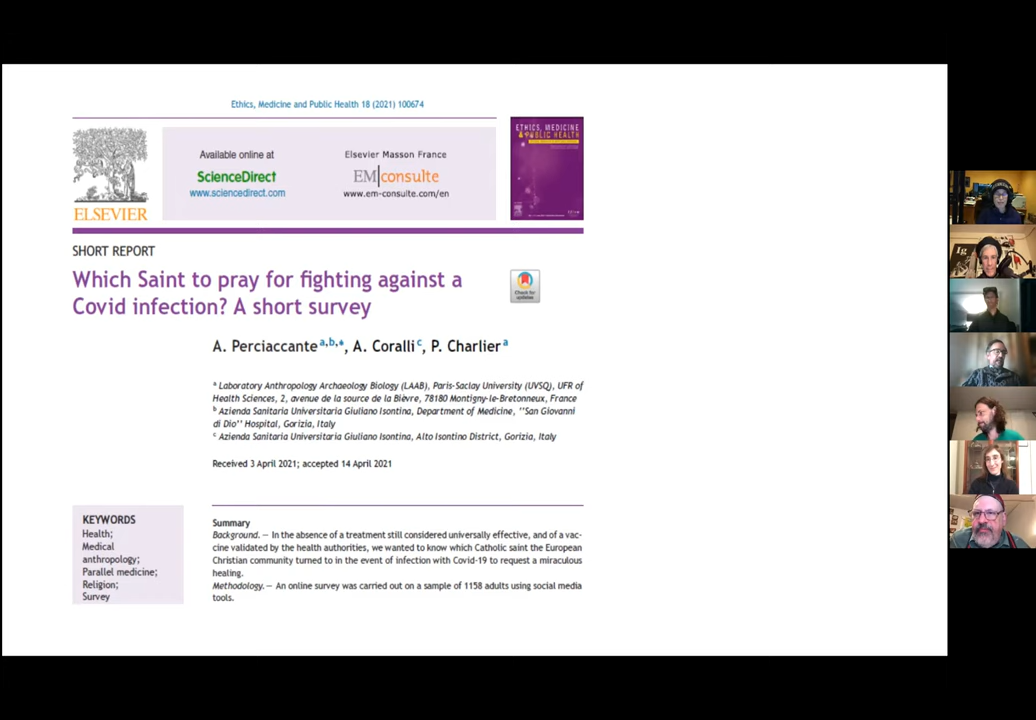 Ethics, Medicine and Public Health 18 (2021) 100674
ELSEVIER
Available online at
ScienceDirect
www.sciencedirect.com
Elsevier Masson France
EM|consulte
www.em-consulte.com/en
ETHICS, MEDICINE
& PUBLIC HEALTH
SHORT REPORT
Which Saint to pray for fighting against a
Covid infection? A short survey
Check for
updates
A. Perciaccante a,b,*, A. Coralli c, P. Charlier a
a Laboratory Anthropology Archaeology Biology (LAAB), Paris-Saclay University (UVSQ), UFR of
Health Sciences, 2, avenue de la source de la Bièvre, 78180 Montigny-le-Bretonneux, France
b Azienda Sanitaria Universitaria Giuliano Isontina, Department of Medicine, ''San Giovanni
di Dio'' Hospital, Gorizia, Italy
c Azienda Sanitaria Universitaria Giuliano Isontina, Alto Isontino District, Gorizia, Italy
Received 3 April 2021; accepted 14 April 2021
KEYWORDS
Health;
Medical
anthropology;
Parallel medicine;
Religion;
Survey
Summary
Background. — In the absence of a treatment still considered universally effective, and of a vac-
cine validated by the health authorities, we wanted to know which Catholic saint the European
Christian community turned to in the event of infection with Covid-19 to request a miraculous
healing.
Methodology. — An online survey was carried out on a sample of 1158 adults using social media
tools.
Ig